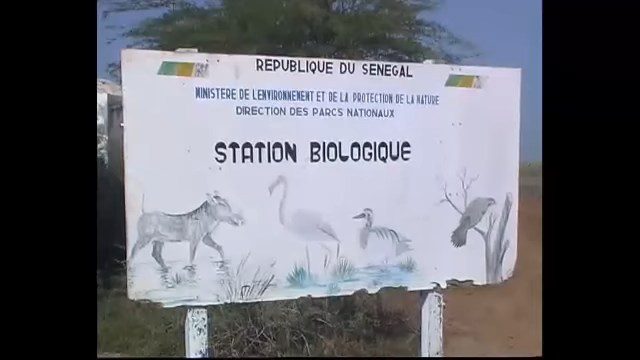 REPUBLIQUE DU SENEGAL
MINISTERE DE L'ENVIRONNEMENT ET DE LA PROTECTION DE LA NATURE
DIRECTION DES PARCS NATIONAUX
STATION BIOLOGIQUE